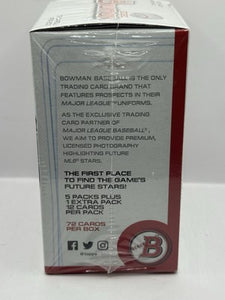 BOWMAN BASEBALL IS THE ONLY
TRADING CARD BRAND THAT
FEATURES PROSPECTS IN THEIR
MAJOR LEAGUE™ UNIFORMS.
AS THE EXCLUSIVE TRADING
CARD PARTNER OF
MAJOR LEAGUE BASEBALL®,
WE AIM TO PROVIDE PREMIUM,
LICENSED PHOTOGRAPHY
HIGHLIGHTING FUTURE
MLB® STARS.
THE FIRST PLACE
TO FIND THE GAME'S
FUTURE STARS!
5 PACKS PLUS
1 EXTRA PACK
12 CARDS
PER PACK
72 CARDS
PER BOX
@topps
B